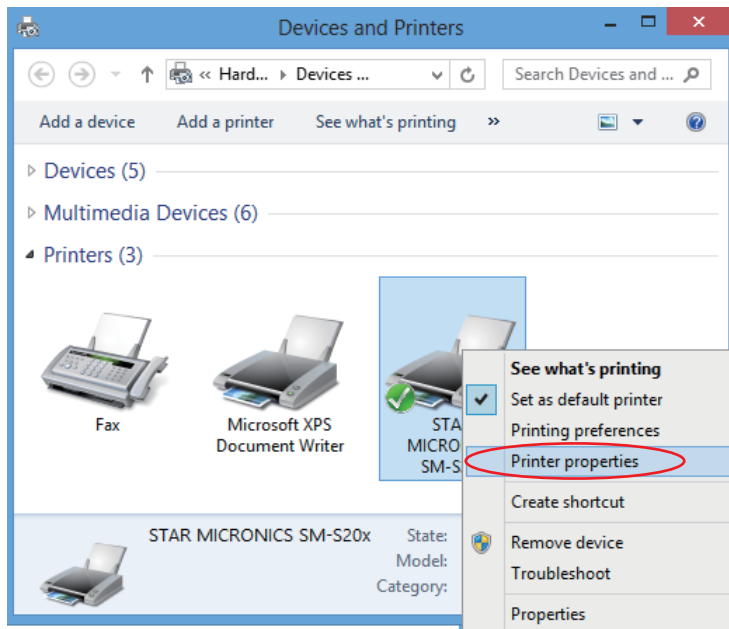 Devices and Printers
« Hard... Devices ...
Search Devices and ...
Add a device Add a printer See what's printing »
Devices (5)
Multimedia Devices (6)
Printers (3)
Fax
Microsoft XPS
Document Writer
STA
MICRO
SM-S
See what's printing
Set as default printer
Printing preferences
Printer properties
Create shortcut
Remove device
Troubleshoot
Properties
STAR MICRONICS SM-S20x State:
Model:
Category: